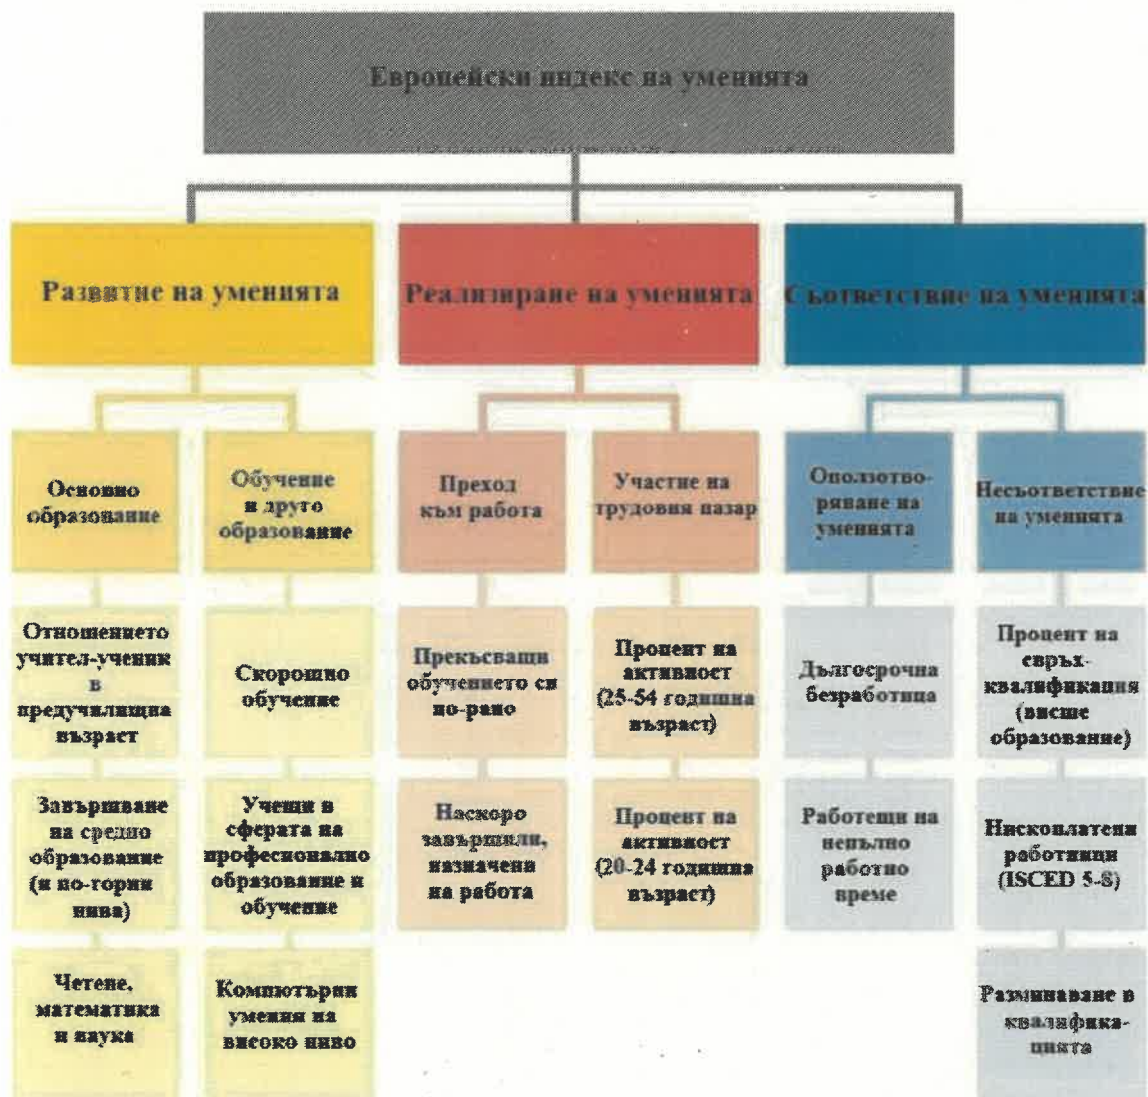 Европейски индекс на уменията
Развитие на уменията
Реализиране на уменията
Съответствие на уменията
Основно
образование
Обучение
и друго
образование
Преход
към работа
Участие на
трудовия пазар
Оползотво-
ряване на
уменията
Несъответствие
на уменията
Отношението
учител-ученик
в
предучилищна
възраст
Скорошно
обучение
Прекъсващи
обучението си
по-рано
Процент на
активност
(25-54 годишна
възраст)
Дългосрочна
безработица
Процент на
свръх-
квалификация
(висше
образование)
Завършване
на средно
образование
(и по-горни
нива)
Учещи в
сферата на
професионално
образование и
обучение
Наскоро
завършили,
назначени
на работа
Процент на
активност
(20-24 годишна
възраст)
Работещи на
непълно
работно
време
Нископлатени
работници
(ISCED 5-8)
Четене,
математика
и наука
Компютърни
умения на
високо ниво
Разминаване в
квалифика-
цията